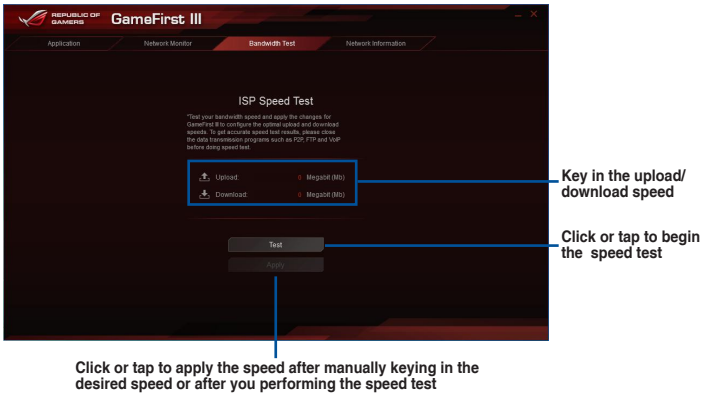 REPUBLIC OF
GAMERS
GameFirst III
Application Network Monitor Bandwidth Test Network Information
ISP Speed Test
*Test your bandwidth speed and apply the changes for
GameFirst III to configure the optimal upload and download
speeds. To get accurate speed test results, please close
the data transmission programs such as P2P, FTP and VoIP
before doing speed test.
Upload: 0 Megabit (Mb)
Download: 0 Megabit (Mb)
Test
Apply
Key in the upload/
download speed
Click or tap to begin
the speed test
Click or tap to apply the speed after manually keying in the
desired speed or after you performing the speed test